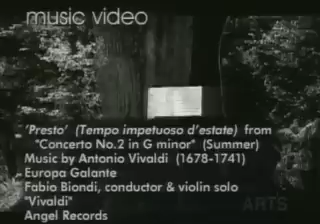 music video
'Presto' (Tempo impetuoso d'estate) from
"Concerto No.2 in G minor" (Summer)
Music by Antonio Vivaldi (1678-1741)
Europa Galante
Fabio Biondi, conductor & violin solo
"Vivaldi"
Angel Records
ARTS